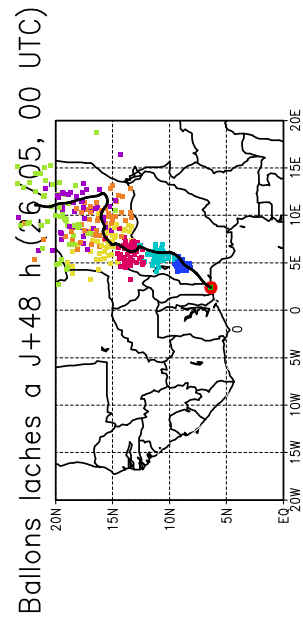 Ballons laches a J+48 h (26/05, 00 UTC)
20N
15N
10N
5N
EQ
20W
15W
10W
5W
0
5E
10E
15E
20E
0